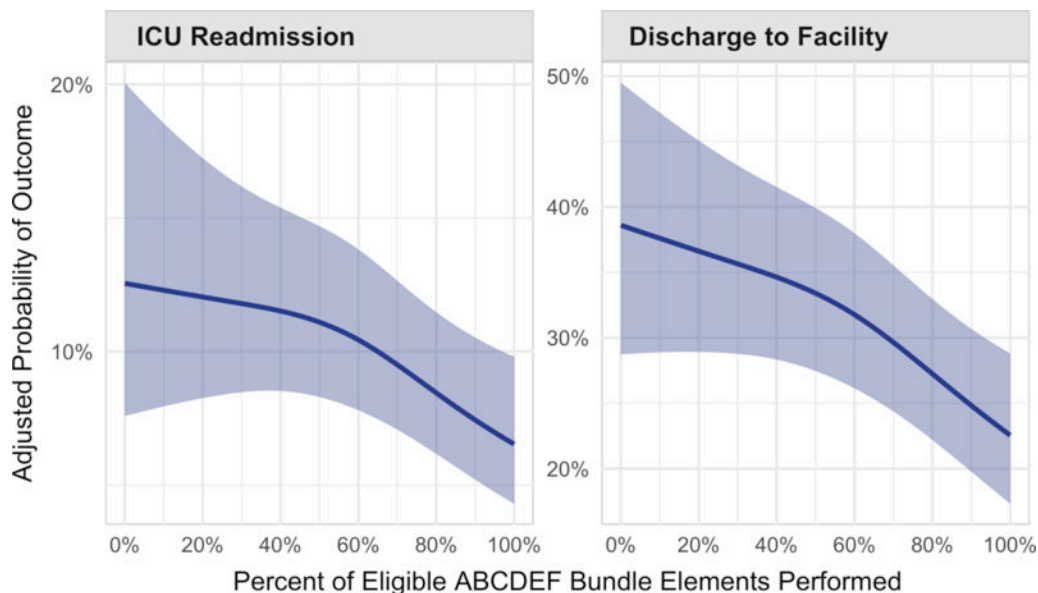 ICU Readmission
Discharge to Facility
Adjusted Probability of Outcome
20%
10%
50%
40%
30%
20%
0% 20% 40% 60% 80% 100%
0% 20% 40% 60% 80% 100%
Percent of Eligible ABCDEF Bundle Elements Performed